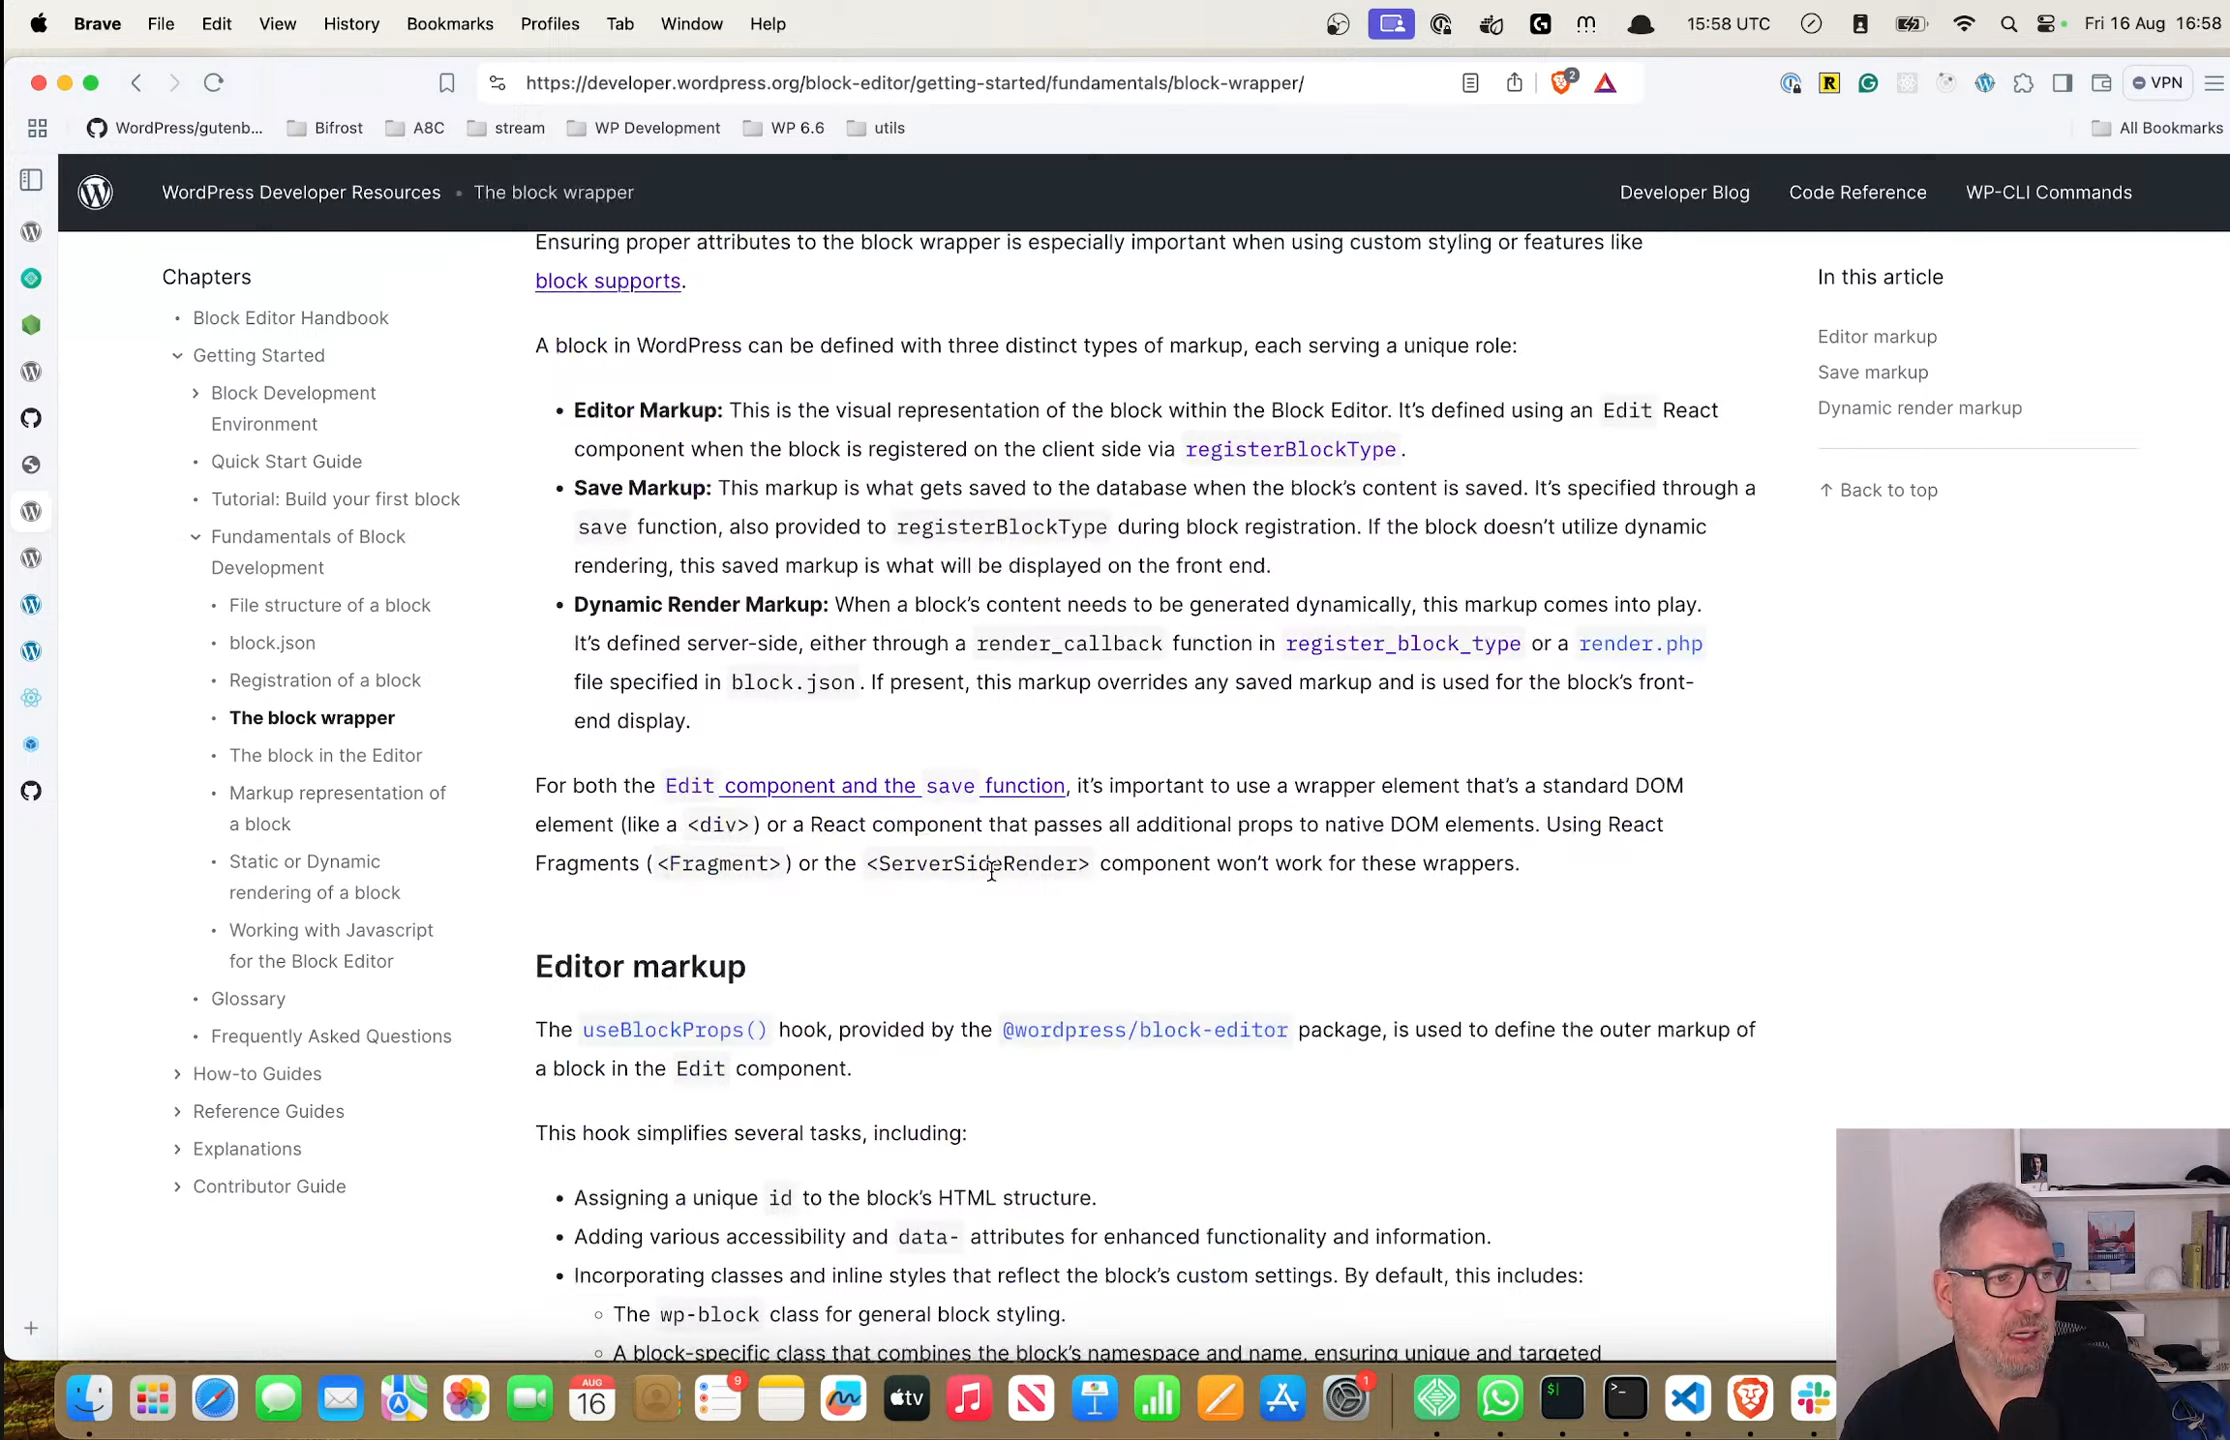 Brave File Edit View History Bookmarks Profiles Tab Window Help
15:58 UTC
Fri 16 Aug 16:58
https://developer.wordpress.org/block-editor/getting-started/fundamentals/block-wrapper/
2
VPN
WordPress/gutenb...
Bifrost
A8C
stream
WP Development
WP 6.6
utils
All Bookmarks
WordPress Developer Resources • The block wrapper
Developer Blog Code Reference WP-CLI Commands
Chapters
Block Editor Handbook
Getting Started
Block Development
Environment
Quick Start Guide
Tutorial: Build your first block
Fundamentals of Block
Development
File structure of a block
block.json
Registration of a block
The block wrapper
The block in the Editor
Markup representation of
a block
Static or Dynamic
rendering of a block
Working with Javascript
for the Block Editor
Glossary
Frequently Asked Questions
How-to Guides
Reference Guides
Explanations
Contributor Guide
Ensuring proper attributes to the block wrapper is especially important when using custom styling or features like
block supports.
A block in WordPress can be defined with three distinct types of markup, each serving a unique role:
• Editor Markup: This is the visual representation of the block within the Block Editor. It’s defined using an Edit React
component when the block is registered on the client side via registerBlockType.
• Save Markup: This markup is what gets saved to the database when the block’s content is saved. It’s specified through a
save function, also provided to registerBlockType during block registration. If the block doesn’t utilize dynamic
rendering, this saved markup is what will be displayed on the front end.
• Dynamic Render Markup: When a block’s content needs to be generated dynamically, this markup comes into play.
It’s defined server-side, either through a render_callback function in register_block_type or a render.php
file specified in block.json. If present, this markup overrides any saved markup and is used for the block’s front-
end display.
For both the Edit component and the save function, it’s important to use a wrapper element that’s a standard DOM
element (like a <div>) or a React component that passes all additional props to native DOM elements. Using React
Fragments (<Fragment>) or the <ServerSideRender> component won’t work for these wrappers.
Editor markup
The useBlockProps() hook, provided by the @wordpress/block-editor package, is used to define the outer markup of
a block in the Edit component.
This hook simplifies several tasks, including:
• Assigning a unique id to the block’s HTML structure.
• Adding various accessibility and data- attributes for enhanced functionality and information.
• Incorporating classes and inline styles that reflect the block’s custom settings. By default, this includes:
The wp-block class for general block styling.
A block-specific class that combines the block’s namespace and name, ensuring unique and targeted
In this article
Editor markup
Save markup
Dynamic render markup
↑ Back to top
AUG
16
9
tv
1